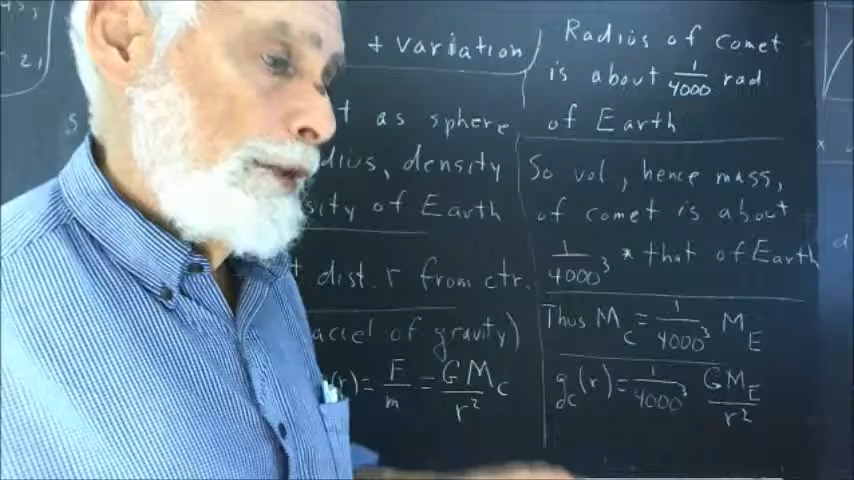 + variation
as sphere
density
of Earth
dist. r from ctr.
accel of gravity)
(r) = F/m = GM_C/r²
Radius of comet
is about 1/4000 rad.
of Earth
So vol, hence mass,
of comet is about
1/4000³ * that of Earth
Thus M_C = 1/4000³ M_E
g_C(r) = 1/4000³ GM_E/r²